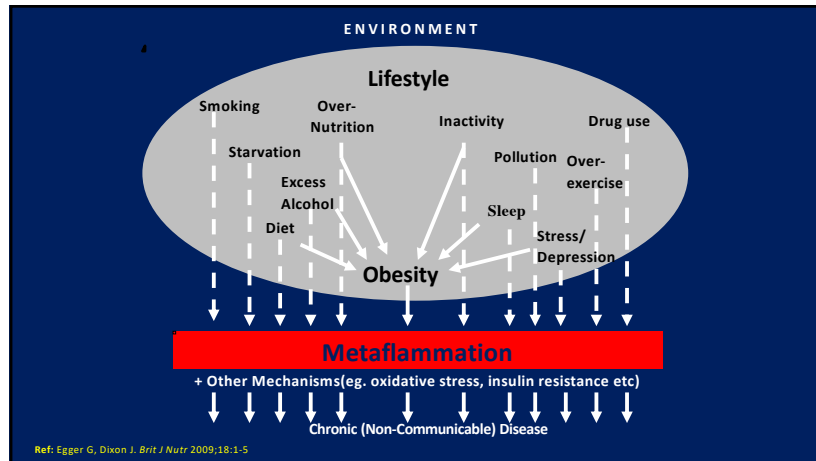 ENVIRONMENT
Lifestyle
Smoking
Over-
Nutrition
Inactivity
Drug use
Starvation
Pollution
Over-
exercise
Excess
Alcohol
Sleep
Diet
Stress/
Depression
Obesity
Metaflammation
+ Other Mechanisms(eg. oxidative stress, insulin resistance etc)
Chronic (Non-Communicable) Disease
Ref: Egger G, Dixon J. Brit J Nutr 2009;18:1-5